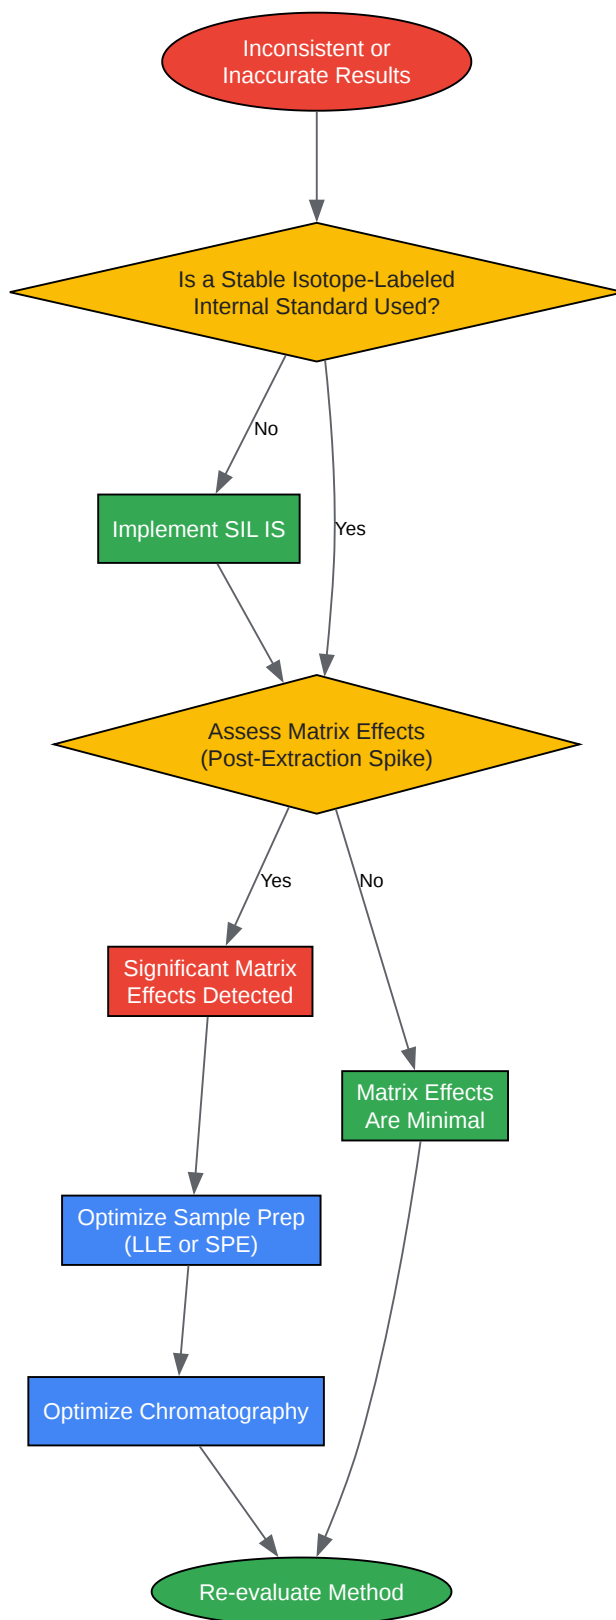 Inconsistent or
Inaccurate Results
Is a Stable Isotope-Labeled
Internal Standard Used?
No
Implement SIL IS
Yes
Assess Matrix Effects
(Post-Extraction Spike)
Yes
No
Significant Matrix
Effects Detected
Matrix Effects
Are Minimal
Optimize Sample Prep
(LLE or SPE)
Optimize Chromatography
Re-evaluate Method